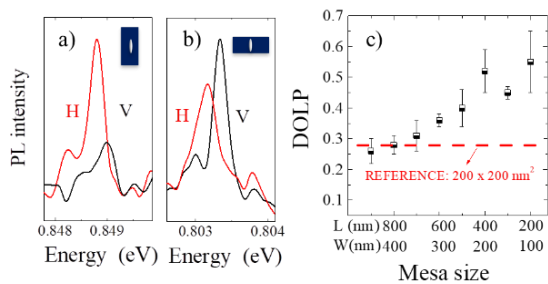 a)
H
V
PL intensity
0.848 0.849
Energy (eV)
b)
H
V
0.803 0.804
Energy (eV)
c)
DOLP
0.7
0.6
0.5
0.4
0.3
0.2
0.1
REFERENCE: 200 x 200 nm²
L (nm) 800 600 400 200
W(nm) 400 300 200 100
Mesa size